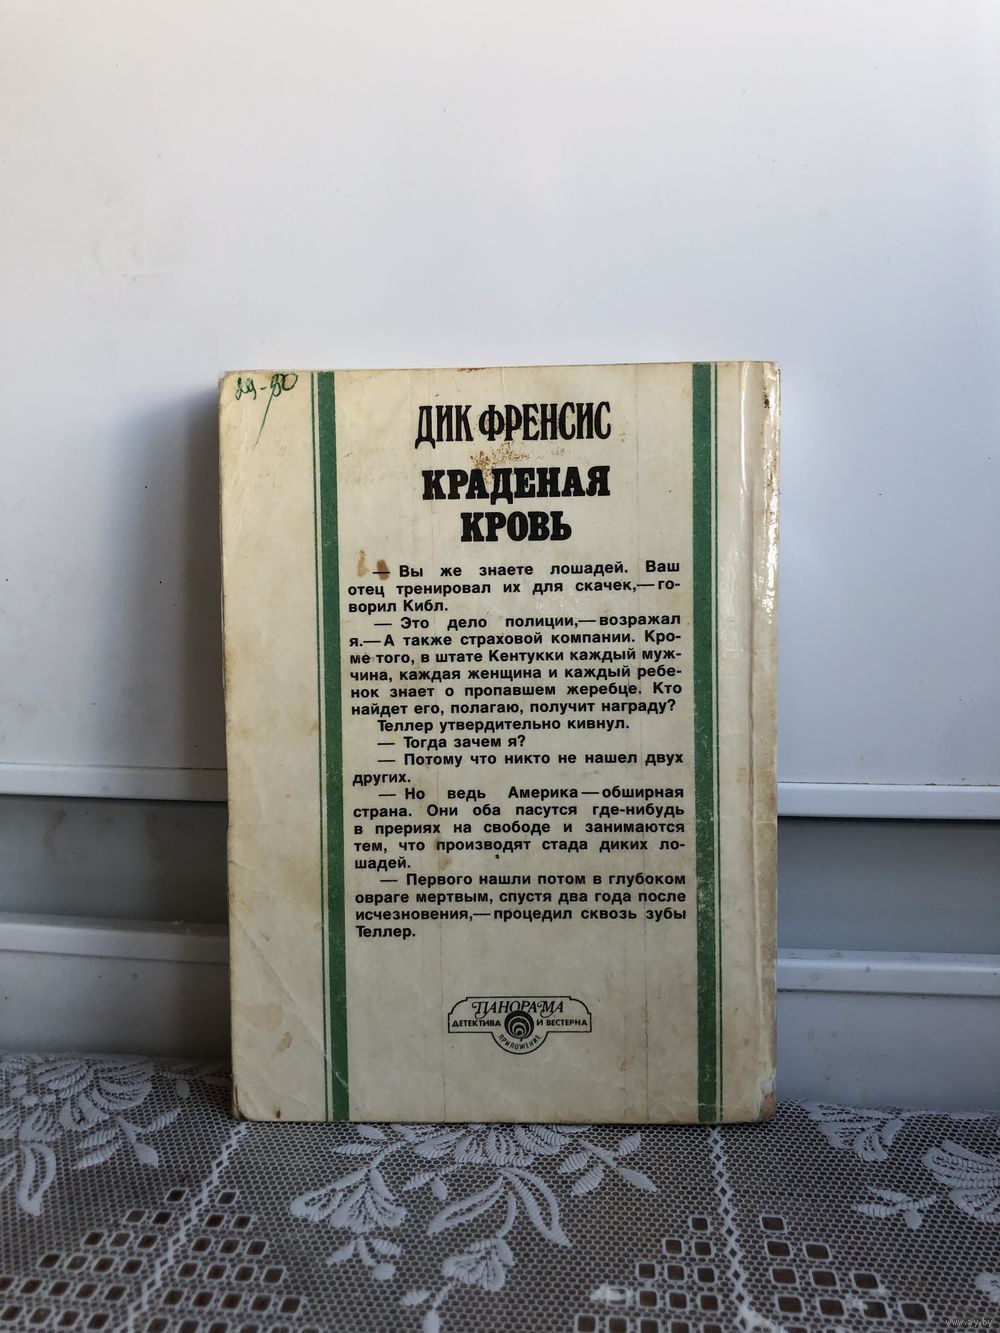 29-80
ДИК ФРЕНСИС
КРАДЕНАЯ
КРОВЬ
— Вы же знаете лошадей. Ваш
отец тренировал их для скачек,—го-
ворил Кибл.
— Это дело полиции,—возражал
я.—А также страховой компании. Кро-
ме того, в штате Кентукки каждый муж-
чина, каждая женщина и каждый ребе-
нок знает о пропавшем жеребце. Кто
найдет его, полагаю, получит награду?
Теллер утвердительно кивнул.
— Тогда зачем я?
— Потому что никто не нашел двух
других.
— Но ведь Америка—обширная
страна. Они оба пасутся где-нибудь
в прериях на свободе и занимаются
тем, что производят стада диких ло-
шадей.
— Первого нашли потом в глубоком
овраге мертвым, спустя два года после
исчезновения,—процедил сквозь зубы
Теллер.
ПАНОРАМА
ДЕТЕКТИВА И ВЕСТЕРНА
ПРИЛОЖЕНИЕ
www.ay.by